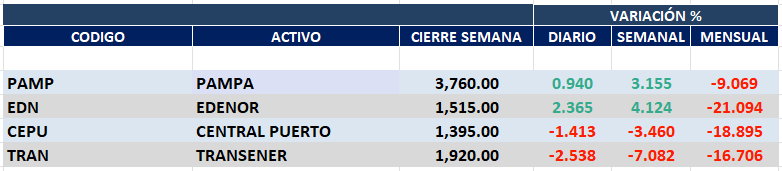 VARIACIÓN %
CODIGO ACTIVO CIERRE SEMANA DIARIO SEMANAL MENSUAL
PAMP PAMPA 3,760.00 0.940 3.155 -9.069
EDN EDENOR 1,515.00 2.365 4.124 -21.094
CEPU CENTRAL PUERTO 1,395.00 -1.413 -3.460 -18.895
TRAN TRANSENER 1,920.00 -2.538 -7.082 -16.706